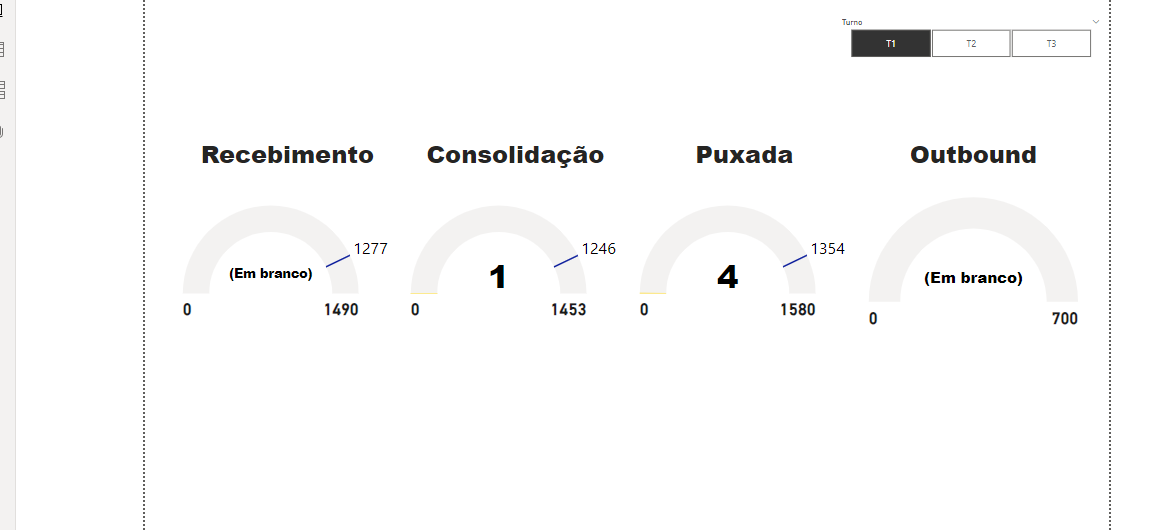 Turno
T1 T2 T3
Recebimento Consolidação Puxada Outbound
1277 1246 1354
(Em branco) 1 4 (Em branco)
0 1490 0 1453 0 1580 0 700